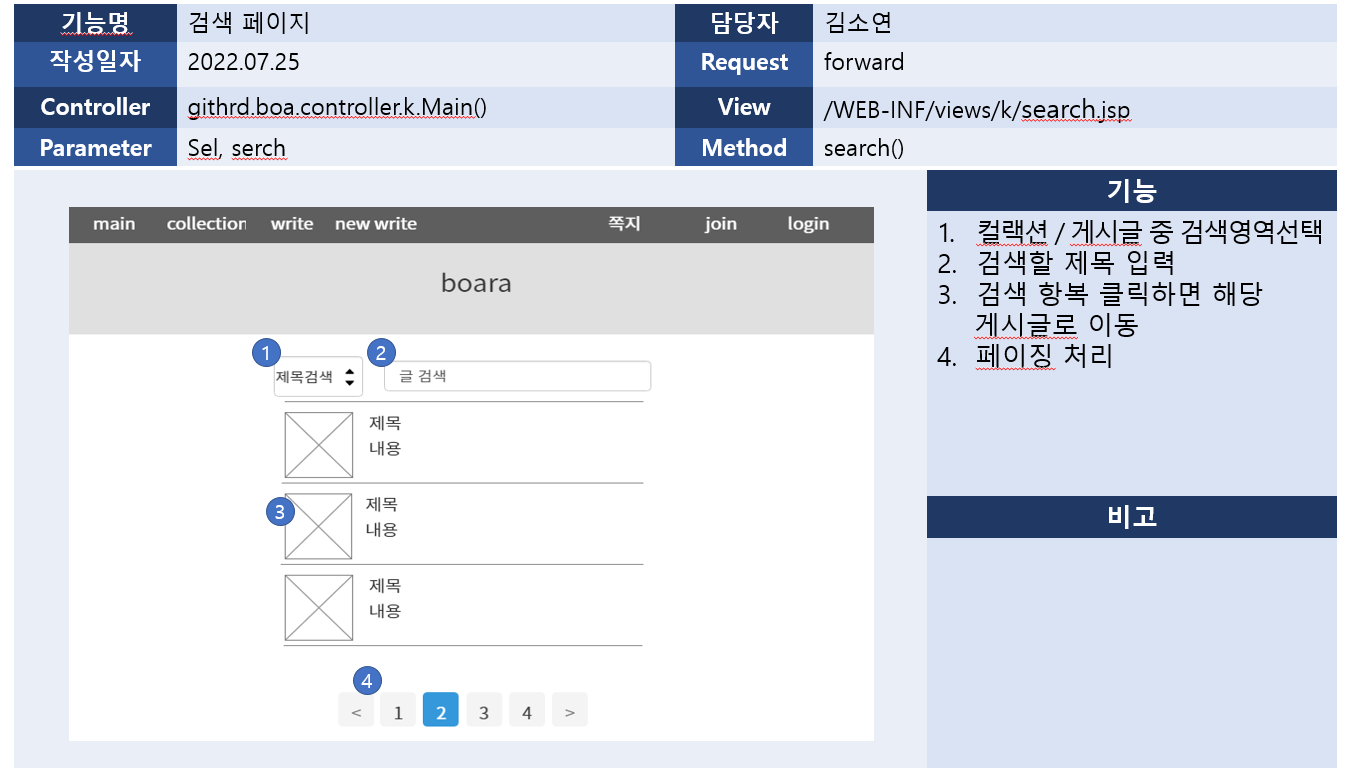 기능명 검색 페이지 담당자 김소연
작성일자 2022.07.25 Request forward
Controller githrd.boa.controller.k.Main() View /WEB-INF/views/k/search.jsp
Parameter Sel, serch Method search()
main collection write new write 쪽지 join login
boara
1 2
제목검색 글 검색
제목
내용
3 제목
내용
제목
내용
4
< 1 2 3 4 >
기능
1. 컬랙션 / 게시글 중 검색영역선택
2. 검색할 제목 입력
3. 검색 항복 클릭하면 해당
게시글로 이동
4. 페이징 처리
비고